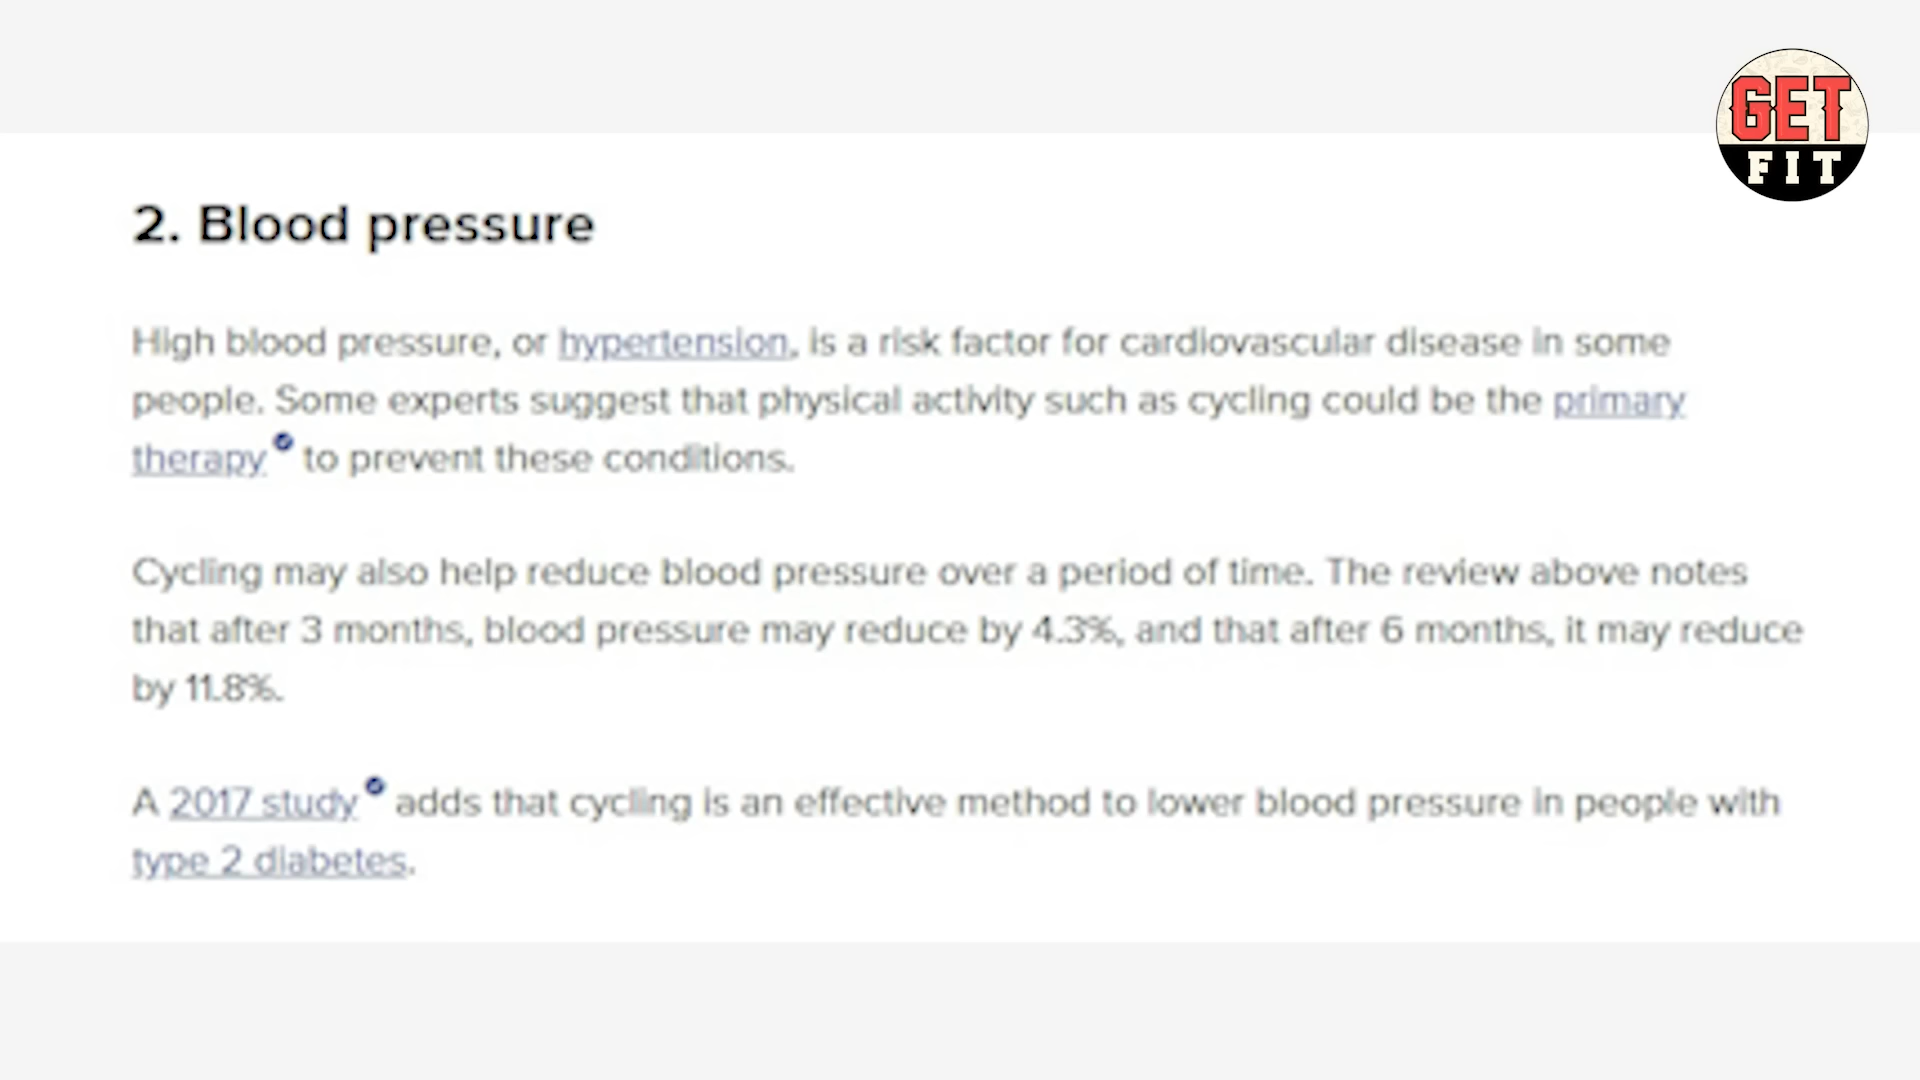 GET
FIT
2. Blood pressure
High blood pressure, or hypertension, is a risk factor for cardiovascular disease in some
people. Some experts suggest that physical activity such as cycling could be the primary
therapy to prevent these conditions.
Cycling may also help reduce blood pressure over a period of time. The review above notes
that after 3 months, blood pressure may reduce by 4.3%, and that after 6 months, it may reduce
by 11.8%.
A 2017 study adds that cycling is an effective method to lower blood pressure in people with
type 2 diabetes.